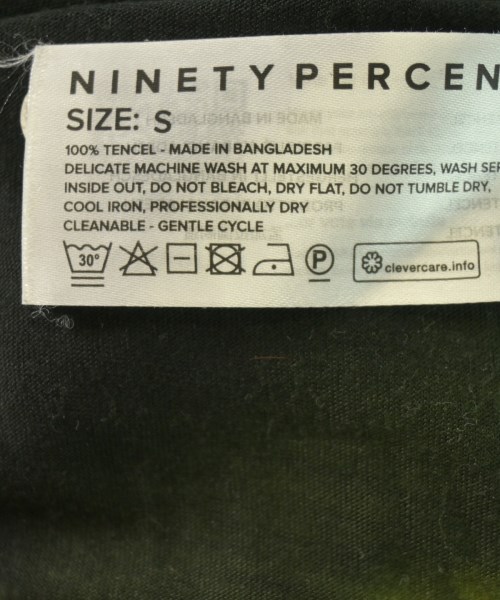 NINETY PERCEN
SIZE: S
100% TENCEL - MADE IN BANGLADESH
DELICATE MACHINE WASH AT MAXIMUM 30 DEGREES, WASH SEP
INSIDE OUT, DO NOT BLEACH, DRY FLAT, DO NOT TUMBLE DRY,
COOL IRON, PROFESSIONALLY DRY
CLEANABLE - GENTLE CYCLE
30° P clevercare.info